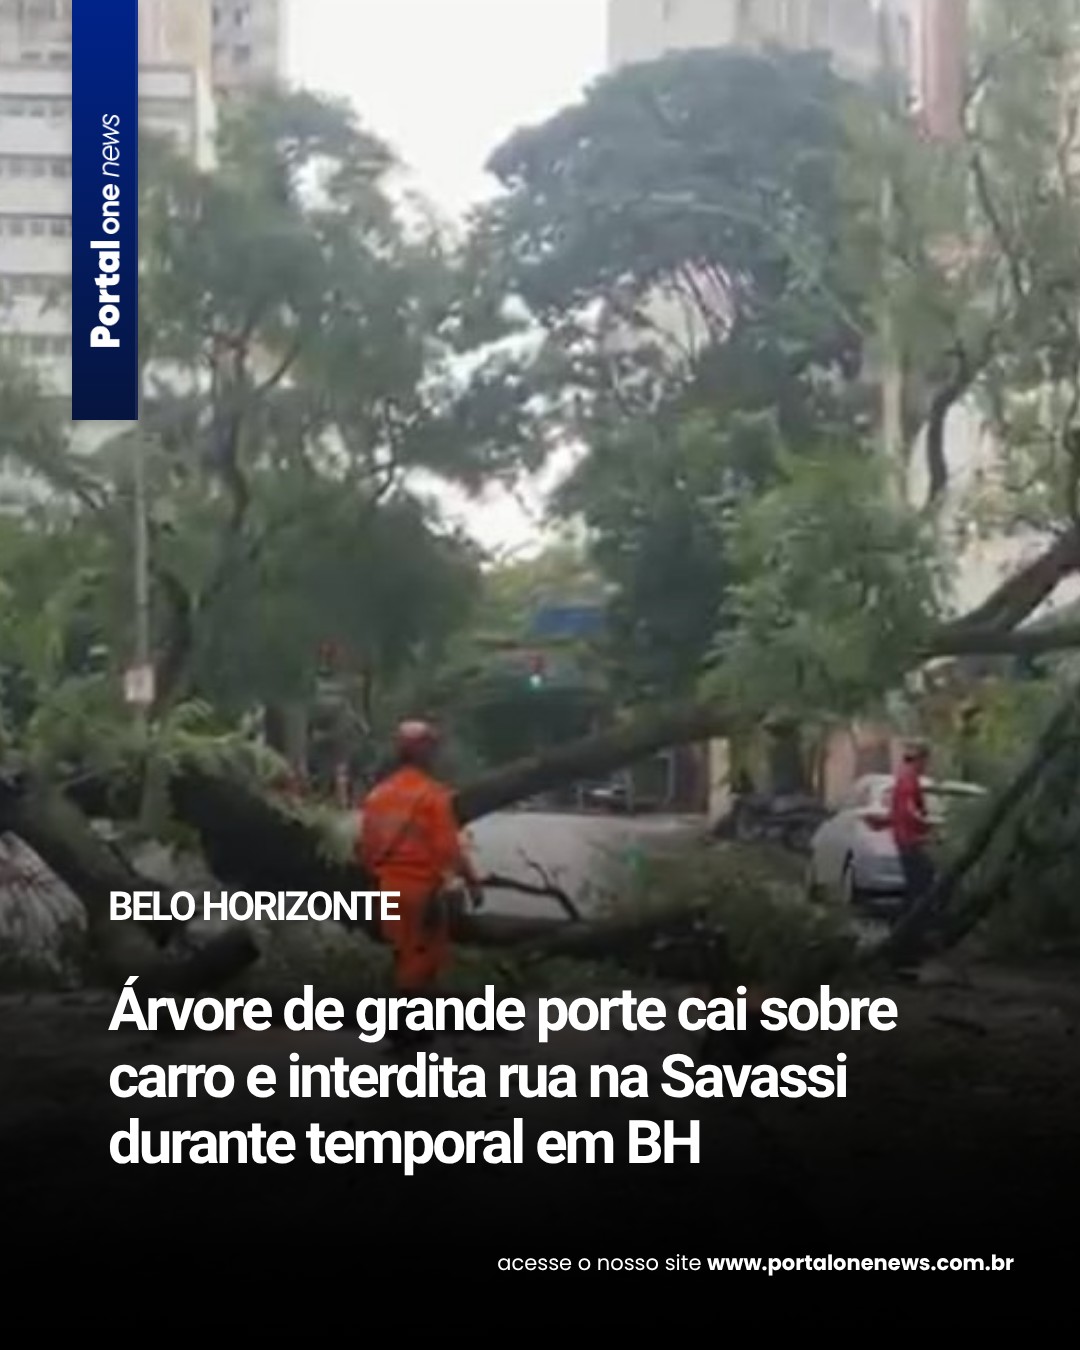 Portal one news
BELO HORIZONTE
Árvore de grande porte cai sobre
carro e interdita rua na Savassi
durante temporal em BH
acesse o nosso site www.portalonenews.com.br